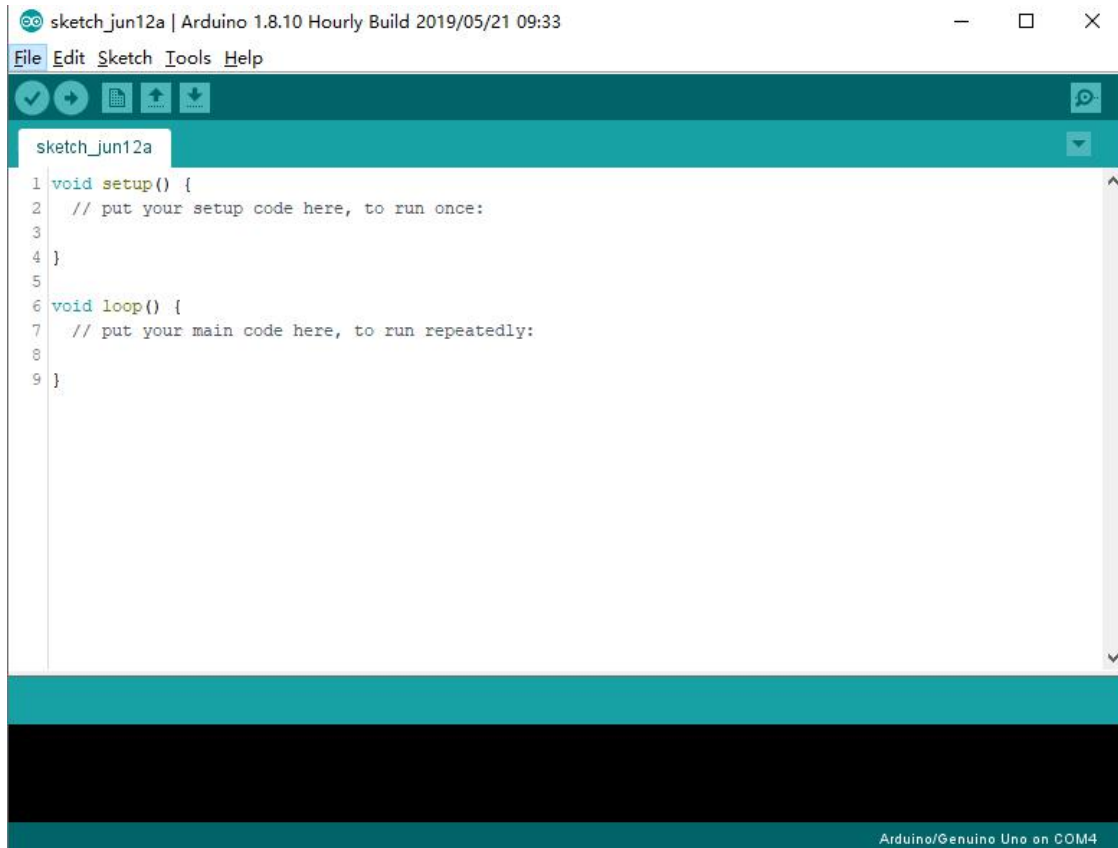 sketch_jun12a | Arduino 1.8.10 Hourly Build 2019/05/21 09:33
File Edit Sketch Tools Help
sketch_jun12a
1 void setup() {
2   // put your setup code here, to run once:
3
4 }
5
6 void loop() {
7   // put your main code here, to run repeatedly:
8
9 }
Arduino/Genuino Uno on COM4